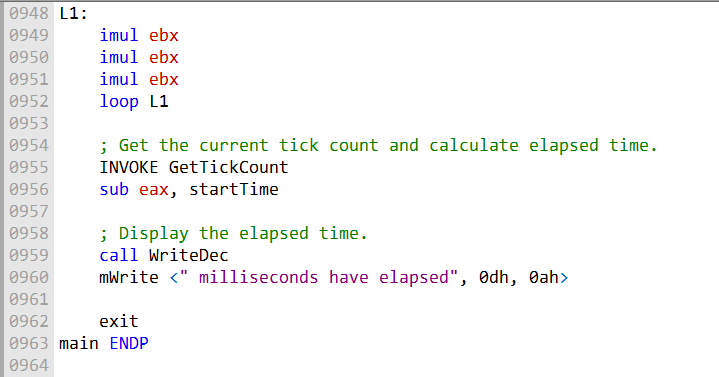 0948 L1:
0949     imul ebx
0950     imul ebx
0951     imul ebx
0952     loop L1
0953
0954     ; Get the current tick count and calculate elapsed time.
0955     INVOKE GetTickCount
0956     sub eax, startTime
0957
0958     ; Display the elapsed time.
0959     call WriteDec
0960     mWrite <" milliseconds have elapsed", 0dh, 0ah>
0961
0962     exit
0963 main ENDP
0964